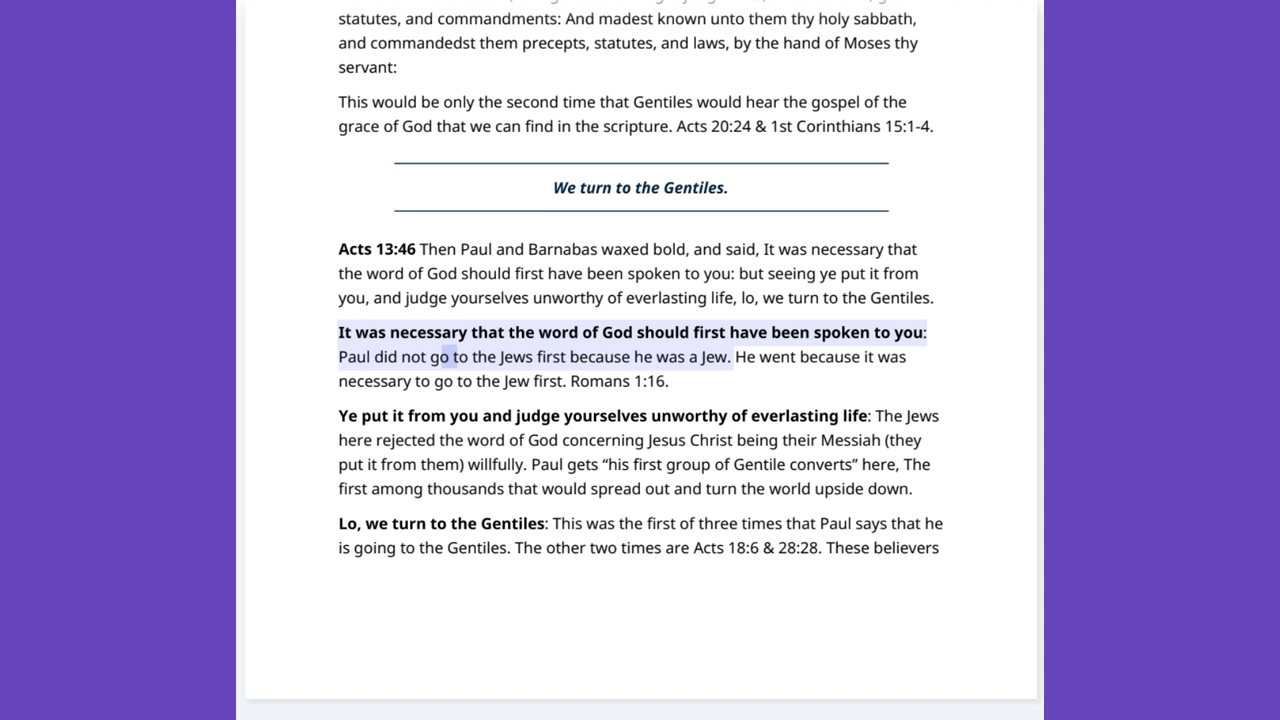 statutes, and commandments: And madest known unto them thy holy sabbath,
and commandedst them precepts, statutes, and laws, by the hand of Moses thy
servant:
This would be only the second time that Gentiles would hear the gospel of the
grace of God that we can find in the scripture. Acts 20:24 & 1st Corinthians 15:1-4.
We turn to the Gentiles.
Acts 13:46 Then Paul and Barnabas waxed bold, and said, It was necessary that
the word of God should first have been spoken to you: but seeing ye put it from
you, and judge yourselves unworthy of everlasting life, lo, we turn to the Gentiles.
It was necessary that the word of God should first have been spoken to you:
Paul did not go to the Jews first because he was a Jew. He went because it was
necessary to go to the Jew first. Romans 1:16.
Ye put it from you and judge yourselves unworthy of everlasting life: The Jews
here rejected the word of God concerning Jesus Christ being their Messiah (they
put it from them) willfully. Paul gets “his first group of Gentile converts” here, The
first among thousands that would spread out and turn the world upside down.
Lo, we turn to the Gentiles: This was the first of three times that Paul says that he
is going to the Gentiles. The other two times are Acts 18:6 & 28:28. These believers